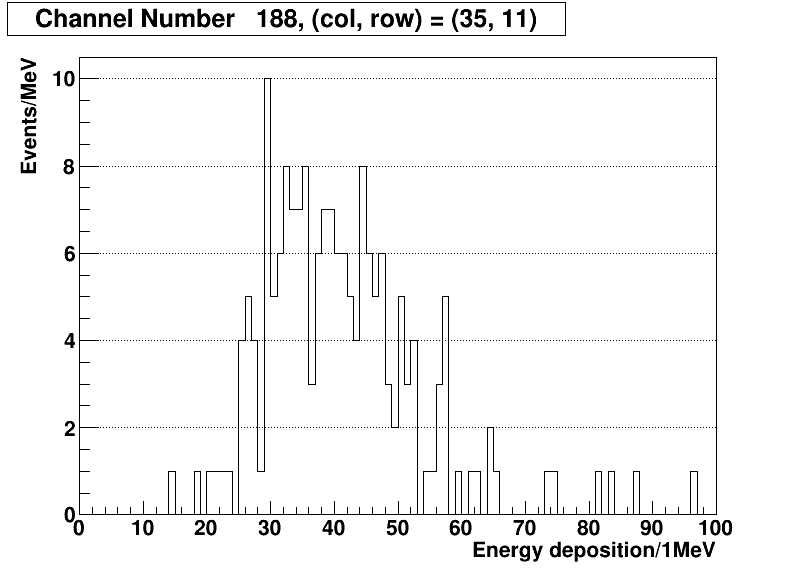 Channel Number 188, (col, row) = (35, 11)
Events/MeV
10
8
6
4
2
0
0 10 20 30 40 50 60 70 80 90 100
Energy deposition/1MeV